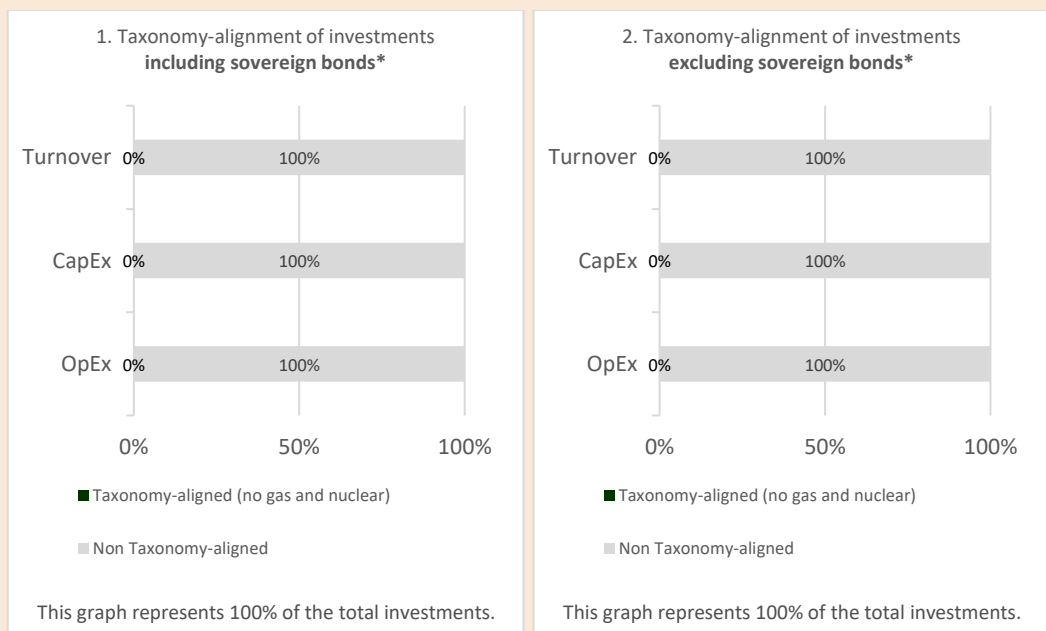 1. Taxonomy-alignment of investments
including sovereign bonds*
Turnover 0% 100%
CapEx 0% 100%
OpEx 0% 100%
0% 50% 100%
Taxonomy-aligned (no gas and nuclear)
Non Taxonomy-aligned
This graph represents 100% of the total investments.
2. Taxonomy-alignment of investments
excluding sovereign bonds*
Turnover 0% 100%
CapEx 0% 100%
OpEx 0% 100%
0% 50% 100%
Taxonomy-aligned (no gas and nuclear)
Non Taxonomy-aligned
This graph represents 100% of the total investments.